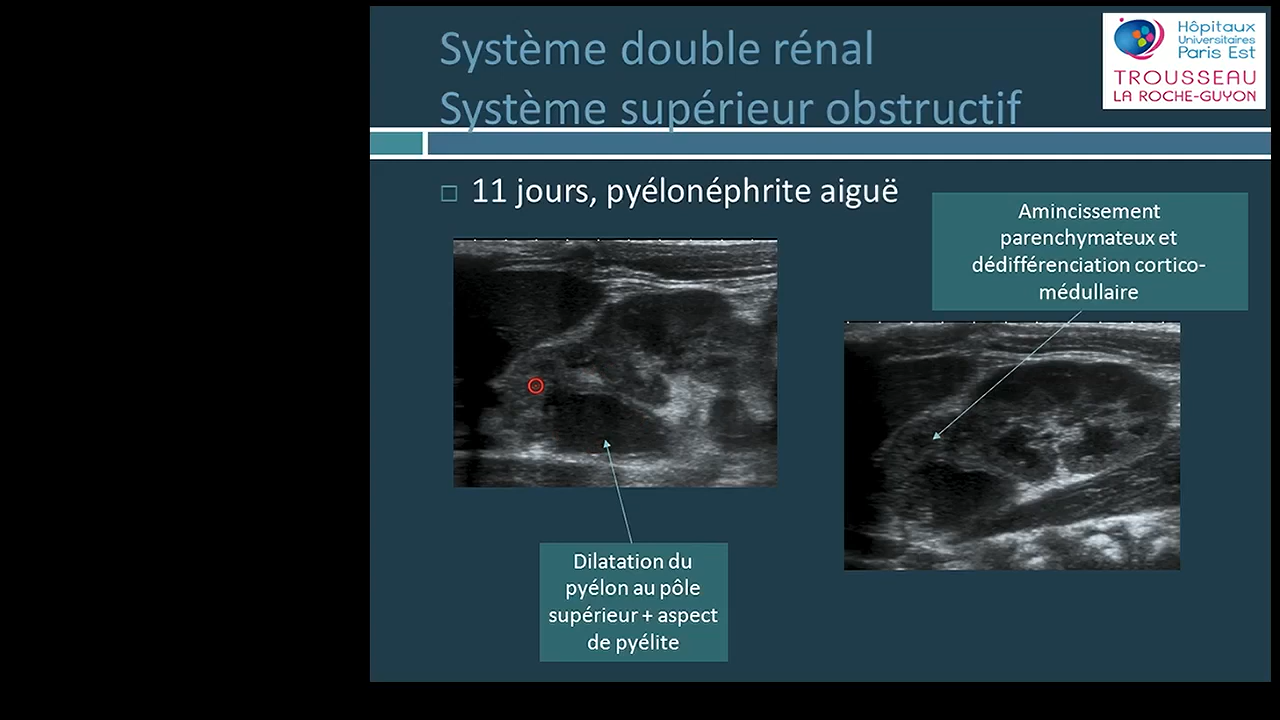 Système double rénal
Système supérieur obstructif
Hôpitaux
Universitaires
Paris Est
TROUSSEAU
LA ROCHE-GUYON
11 jours, pyélonéphrite aiguë
Amincissement
parenchymateux et
dédifférenciation cortico-
médullaire
Dilatation du
pyélon au pôle
supérieur + aspect
de pyélite